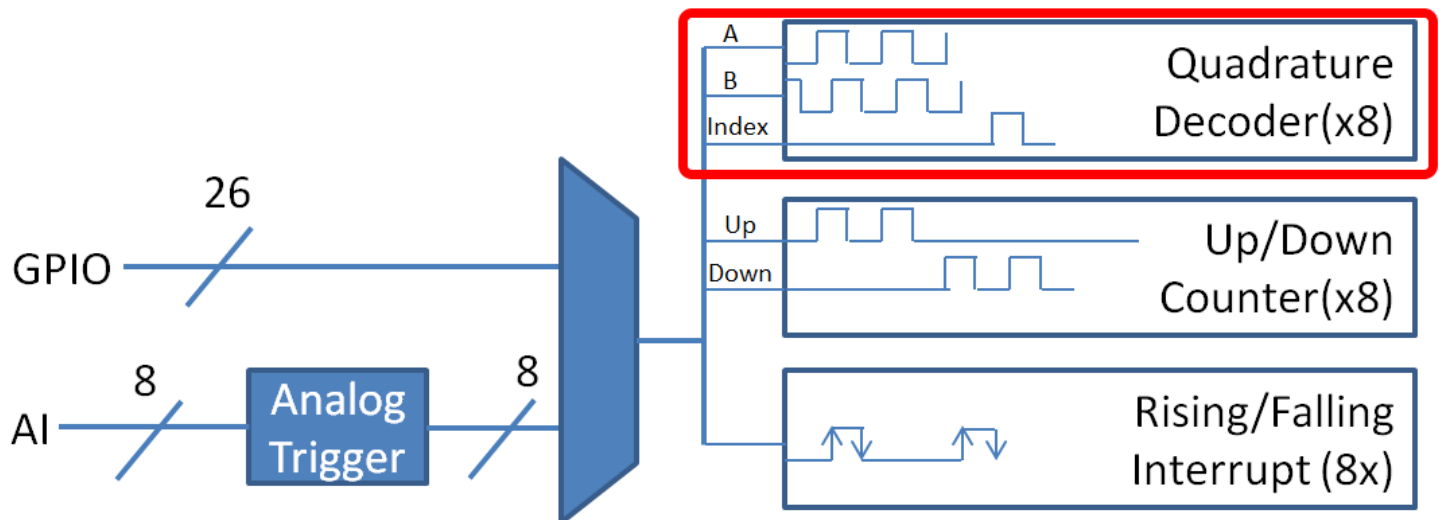 A
B
Index
Quadrature
Decoder(x8)
26
GPIO
Up
Down
Up/Down
Counter(x8)
8
AI
Analog
Trigger
8
Rising/Falling
Interrupt (8x)